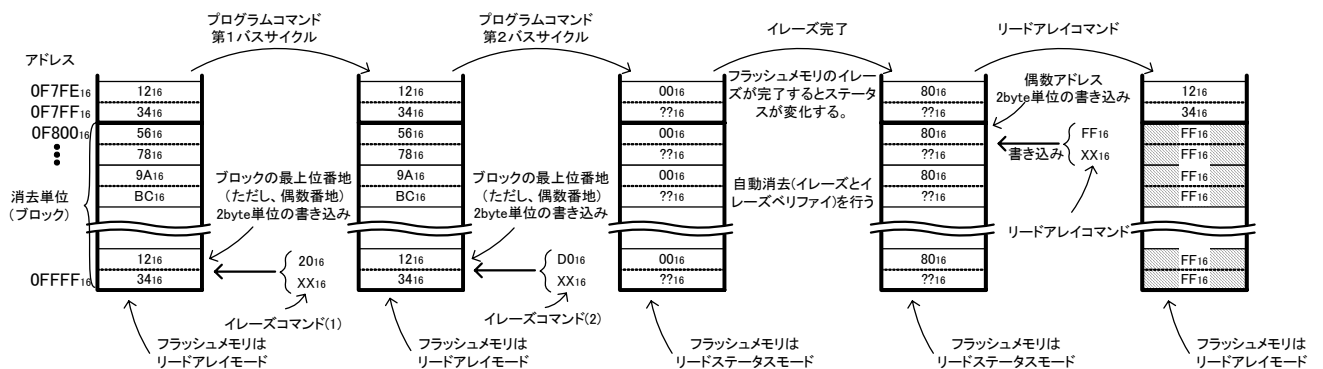 プログラムコマンド
第1バスサイクル
プログラムコマンド
第2バスサイクル
イレーズ完了
リードアレイコマンド
アドレス
0F7FE16
0F7FF16
0F80016
消去単位
(ブロック)
0FFFF16
1216
3416
5616
7816
9A16
BC16
1216
3416
ブロックの最上位番地
(ただし、偶数番地)
2byte単位の書き込み
2016
XX16
イレーズコマンド(1)
フラッシュメモリは
リードアレイモード
1216
3416
5616
7816
9A16
BC16
1216
3416
ブロックの最上位番地
(ただし、偶数番地)
2byte単位の書き込み
D016
XX16
イレーズコマンド(2)
フラッシュメモリは
リードアレイモード
0016
??16
0016
??16
0016
??16
0016
??16
フラッシュメモリのイレー
ズが完了するとステータ
スが変化する。
自動消去(イレーズとイ
レーズベリファイ)を行う
フラッシュメモリは
リードステータスモード
8016
??16
8016
??16
8016
??16
8016
??16
偶数アドレス
2byte単位の書き込み
FF16
XX16
書き込み
リードアレイコマンド
フラッシュメモリは
リードステータスモード
1216
3416
FF16
FF16
FF16
FF16
FF16
FF16
フラッシュメモリは
リードアレイモード